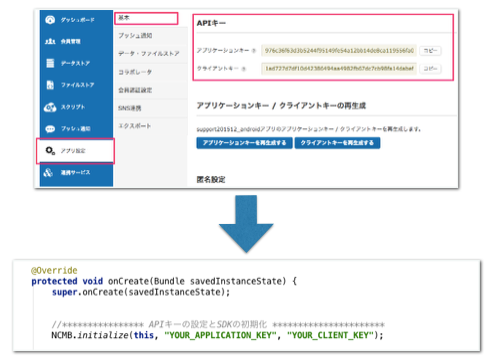 ダッシュボード
会員管理
データストア
ファイルストア
スクリプト
プッシュ通知
アプリ設定
連携サービス
基本
プッシュ通知
データ・ファイルストア
コラボレータ
会員認証設定
SNS連携
エクスポート
APIキー
アプリケーションキー
コピー
クライアントキー
コピー
アプリケーションキー / クライアントキーの再生成
support201512_androidアプリのアプリケーションキー / クライアントキーを再生成します。
アプリケーションキーを再生成する クライアントキーを再生成する
匿名設定
@Override
protected void onCreate(Bundle savedInstanceState) {
super.onCreate(savedInstanceState);
//**************** APIキーの設定とSDKの初期化 **********************
NCMB.initialize(this, "YOUR_APPLICATION_KEY", "YOUR_CLIENT_KEY");